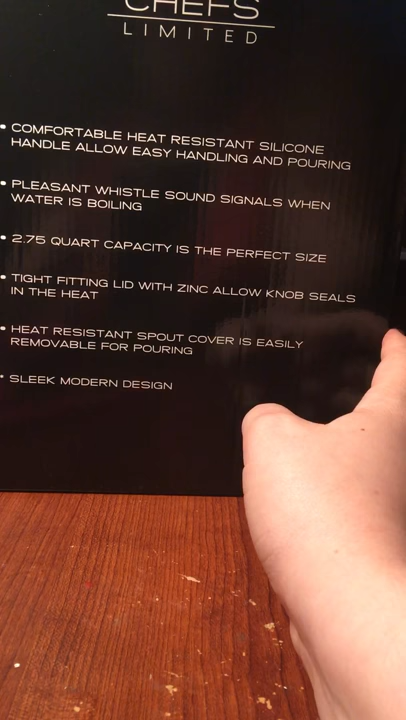 CHEFS
LIMITED
• COMFORTABLE HEAT RESISTANT SILICONE
HANDLE ALLOW EASY HANDLING AND POURING
• PLEASANT WHISTLE SOUND SIGNALS WHEN
WATER IS BOILING
• 2.75 QUART CAPACITY IS THE PERFECT SIZE
• TIGHT FITTING LID WITH ZINC ALLOW KNOB SEALS
IN THE HEAT
• HEAT RESISTANT SPOUT COVER IS EASILY
REMOVABLE FOR POURING
• SLEEK MODERN DESIGN